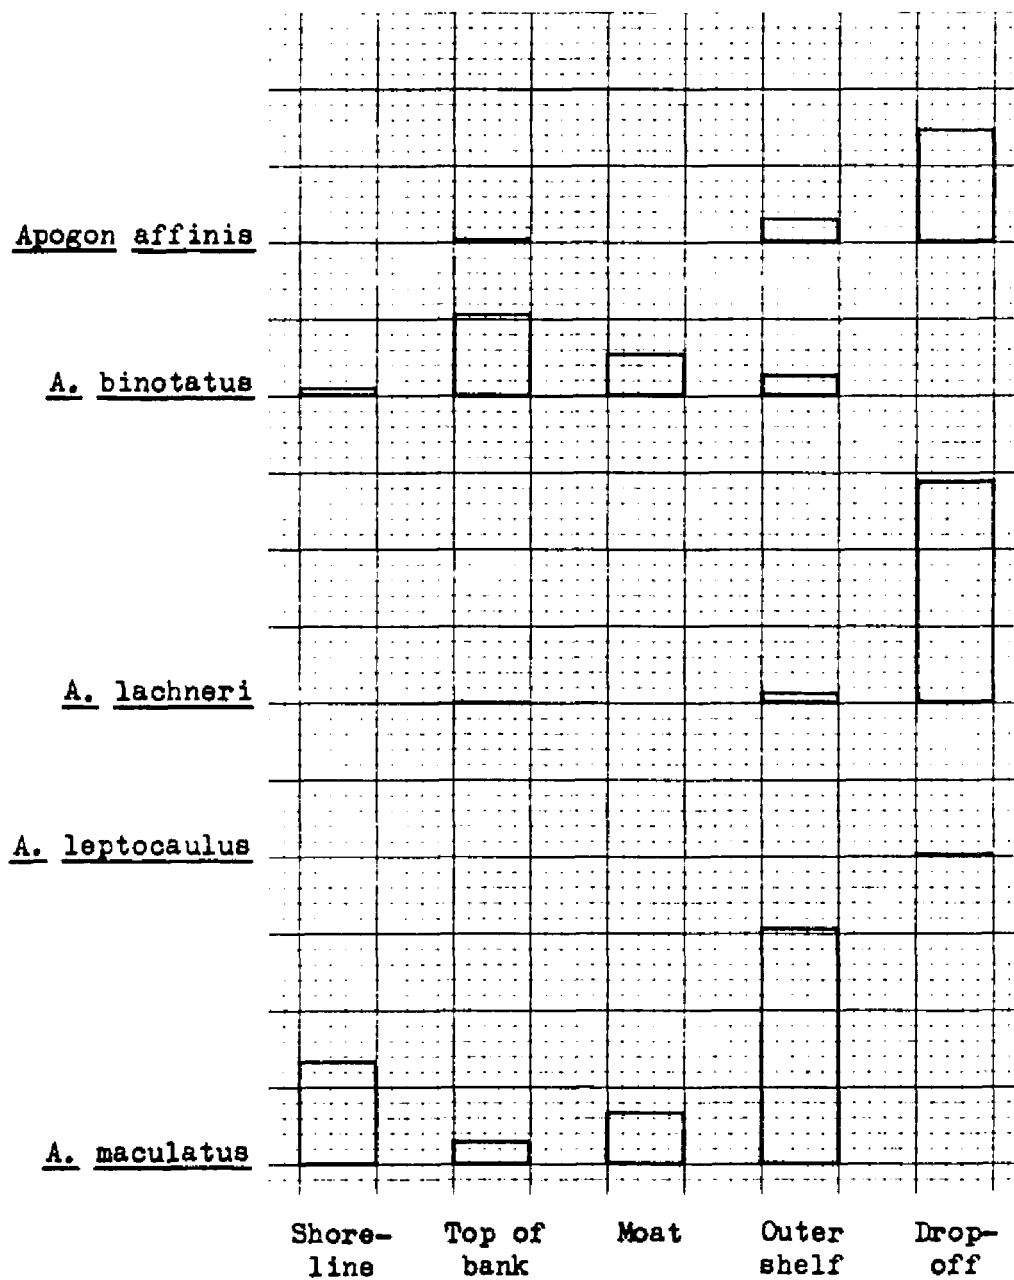 Apogon affinis
A. binotatus
A. lachneri
A. leptocaulus
A. maculatus
Shore-
line
Top of
bank
Moat
Outer
shelf
Drop-
off